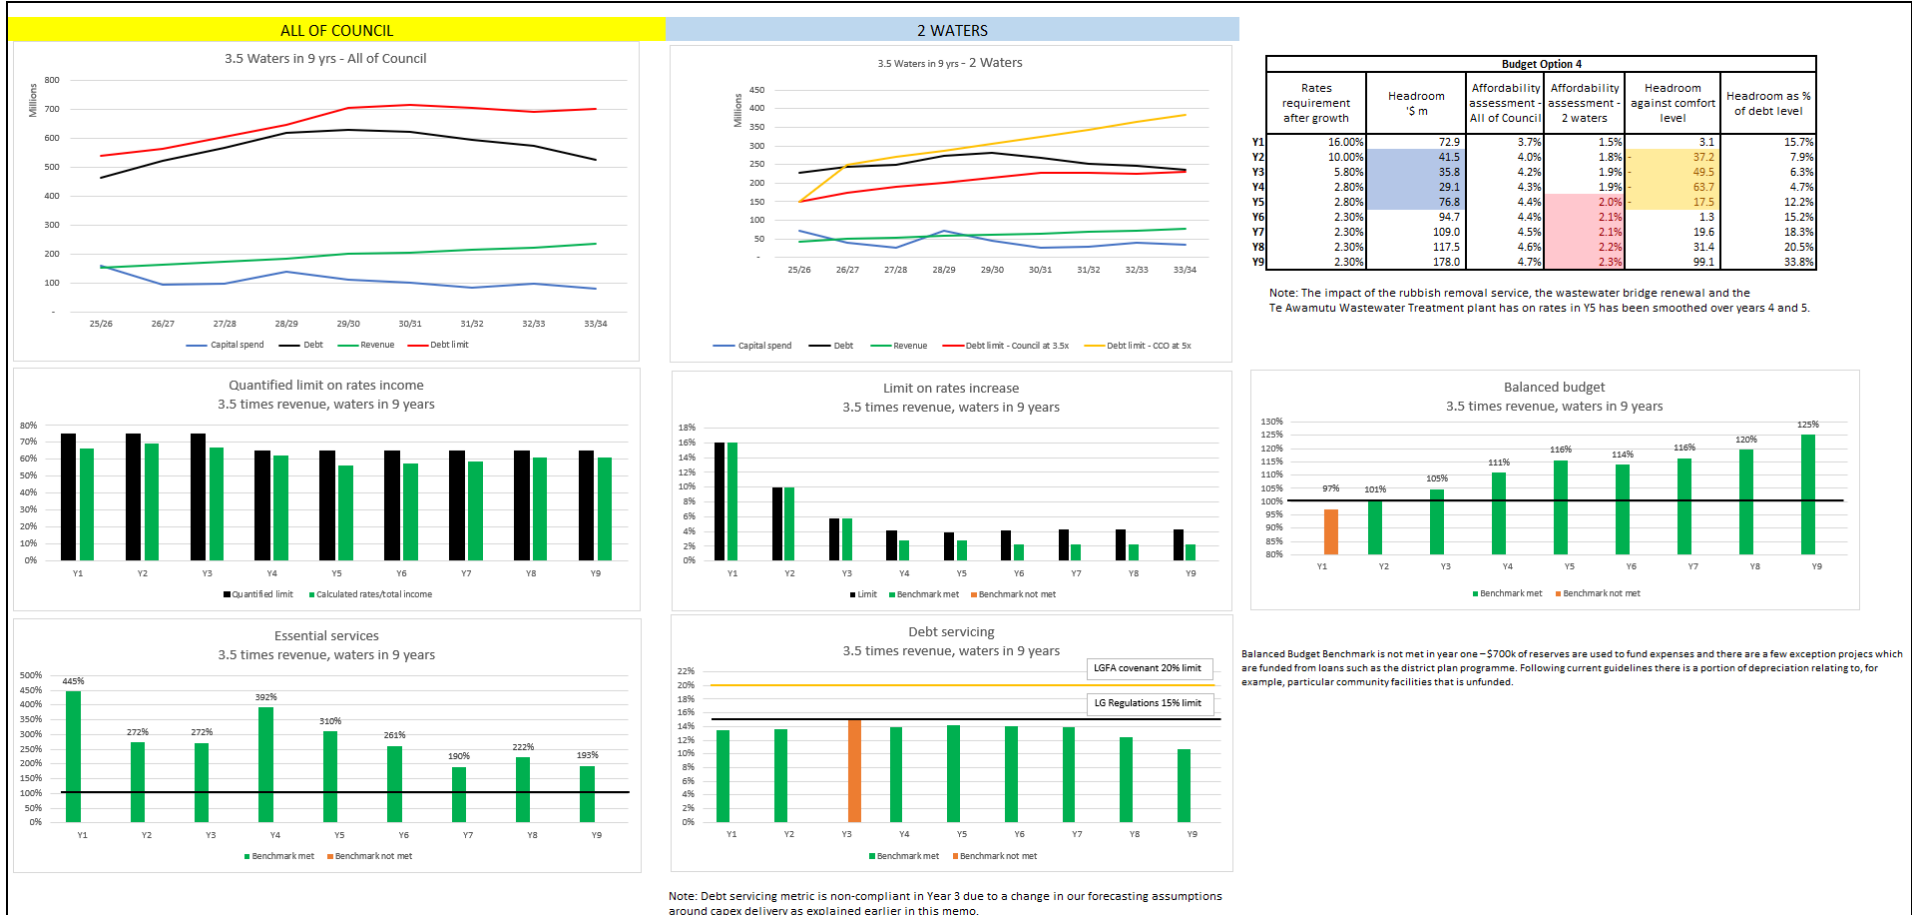 ALL OF COUNCIL
2 WATERS
3.5 Waters in 9 yrs - All of Council
Millions
800
700
600
500
400
300
200
100
-
25/26 26/27 27/28 28/29 29/30 30/31 31/32 32/33 33/34
Capital spend Debt Revenue Debt limit
3.5 Waters in 9 yrs - 2 Waters
Millions
450
400
350
300
250
200
150
100
50
-
25/26 26/27 27/28 28/29 29/30 30/31 31/32 32/33 33/34
Capital spend Debt Revenue Debt limit - Council at 3.5x Debt limit - CCO at 5x
Budget Option 4
Rates requirement after growth
Headroom '$ m
Affordability assessment - All of Council
Affordability assessment - 2 waters
Headroom against comfort level
Headroom as % of debt level
Y1 16.00% 72.9 3.7% 1.5% 3.1 15.7%
Y2 10.00% 41.5 4.0% 1.8% - 37.2 7.9%
Y3 5.80% 35.8 4.2% 1.9% - 49.5 6.3%
Y4 2.80% 29.1 4.3% 1.9% - 63.7 4.7%
Y5 2.80% 76.8 4.4% 2.0% - 17.5 12.2%
Y6 2.30% 94.7 4.4% 2.1% 1.3 15.2%
Y7 2.30% 109.0 4.5% 2.1% 19.6 18.3%
Y8 2.30% 117.5 4.6% 2.2% 31.4 20.5%
Y9 2.30% 178.0 4.7% 2.3% 99.1 33.8%
Note: The impact of the rubbish removal service, the wastewater bridge renewal and the
Te Awamutu Wastewater Treatment plant has on rates in Y5 has been smoothed over years 4 and 5.
Quantified limit on rates income
3.5 times revenue, waters in 9 years
80%
70%
60%
50%
40%
30%
20%
10%
0%
Y1 Y2 Y3 Y4 Y5 Y6 Y7 Y8 Y9
Quantified limit Calculated rates/total income
Limit on rates increase
3.5 times revenue, waters in 9 years
18%
16%
14%
12%
10%
8%
6%
4%
2%
0%
Y1 Y2 Y3 Y4 Y5 Y6 Y7 Y8 Y9
Limit Benchmark met Benchmark not met
Balanced budget
3.5 times revenue, waters in 9 years
130%
125%
120%
115%
110%
105%
100%
95%
90%
85%
80%
97% 101% 105% 111% 116% 114% 116% 120% 125%
Y1 Y2 Y3 Y4 Y5 Y6 Y7 Y8 Y9
Benchmark met Benchmark not met
Essential services
3.5 times revenue, waters in 9 years
500%
450%
400%
350%
300%
250%
200%
150%
100%
50%
0%
445% 272% 272% 392% 310% 261% 190% 222% 193%
Y1 Y2 Y3 Y4 Y5 Y6 Y7 Y8 Y9
Benchmark met Benchmark not met
Debt servicing
3.5 times revenue, waters in 9 years
22%
20%
18%
16%
14%
12%
10%
8%
6%
4%
2%
0%
LGFA covenant 20% limit
LG Regulations 15% limit
Y1 Y2 Y3 Y4 Y5 Y6 Y7 Y8 Y9
Benchmark met Benchmark not met
Balanced Budget Benchmark is not met in year one – $700k of reserves are used to fund expenses and there are a few exception projecs which
are funded from loans such as the district plan programme. Following current guidelines there is a portion of depreciation relating to, for
example, particular community facilities that is unfunded.
Note: Debt servicing metric is non-compliant in Year 3 due to a change in our forecasting assumptions
around capex delivery as explained earlier in this memo.